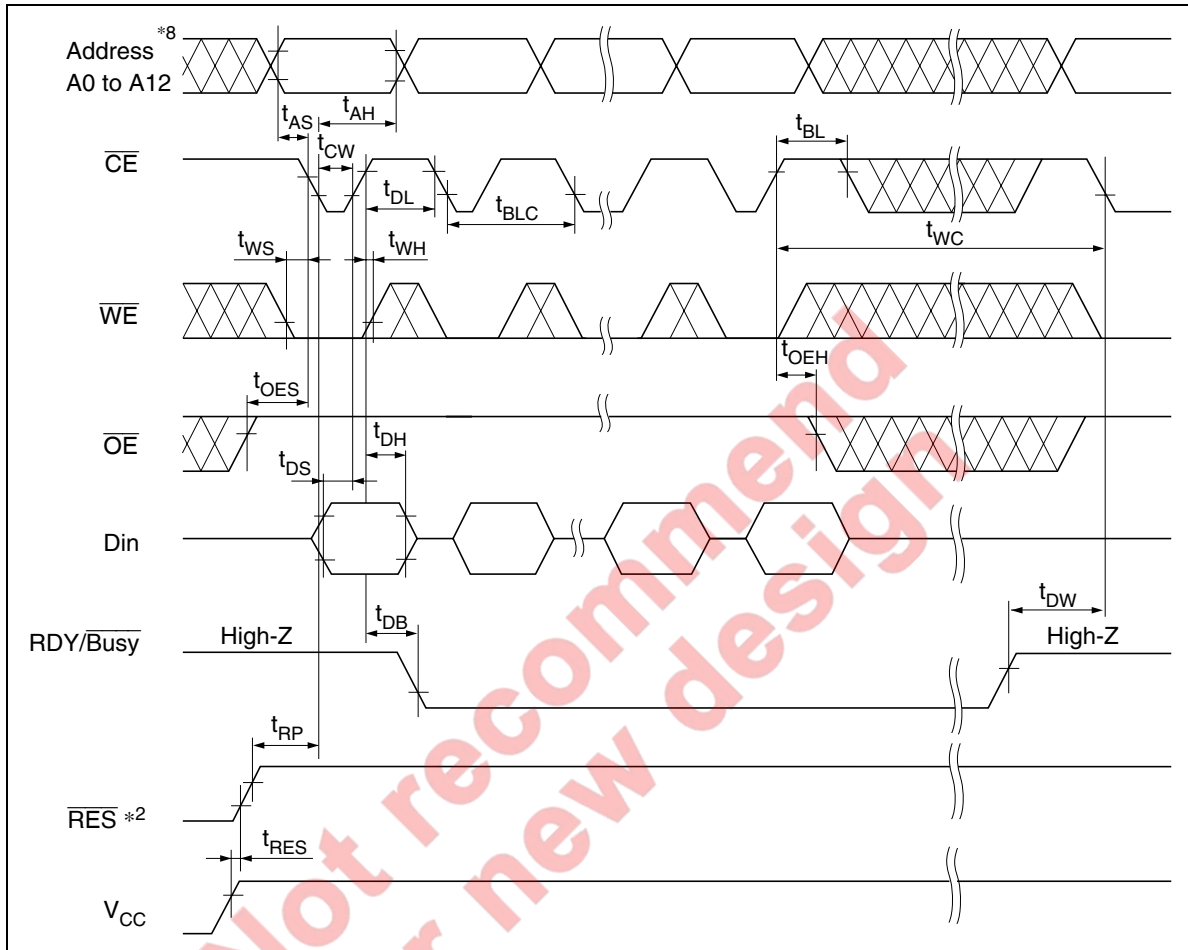 Address *8
A0 to A12
tAS
tAH
tBL
CE
tCW
tDL
tBLC
tWC
tWS
tWH
WE
tOEH
tOES
OE
tDH
tDS
Din
tDW
tDB
RDY/Busy
High-Z
High-Z
tRP
RES *2
tRES
VCC
Not recommend
for new design